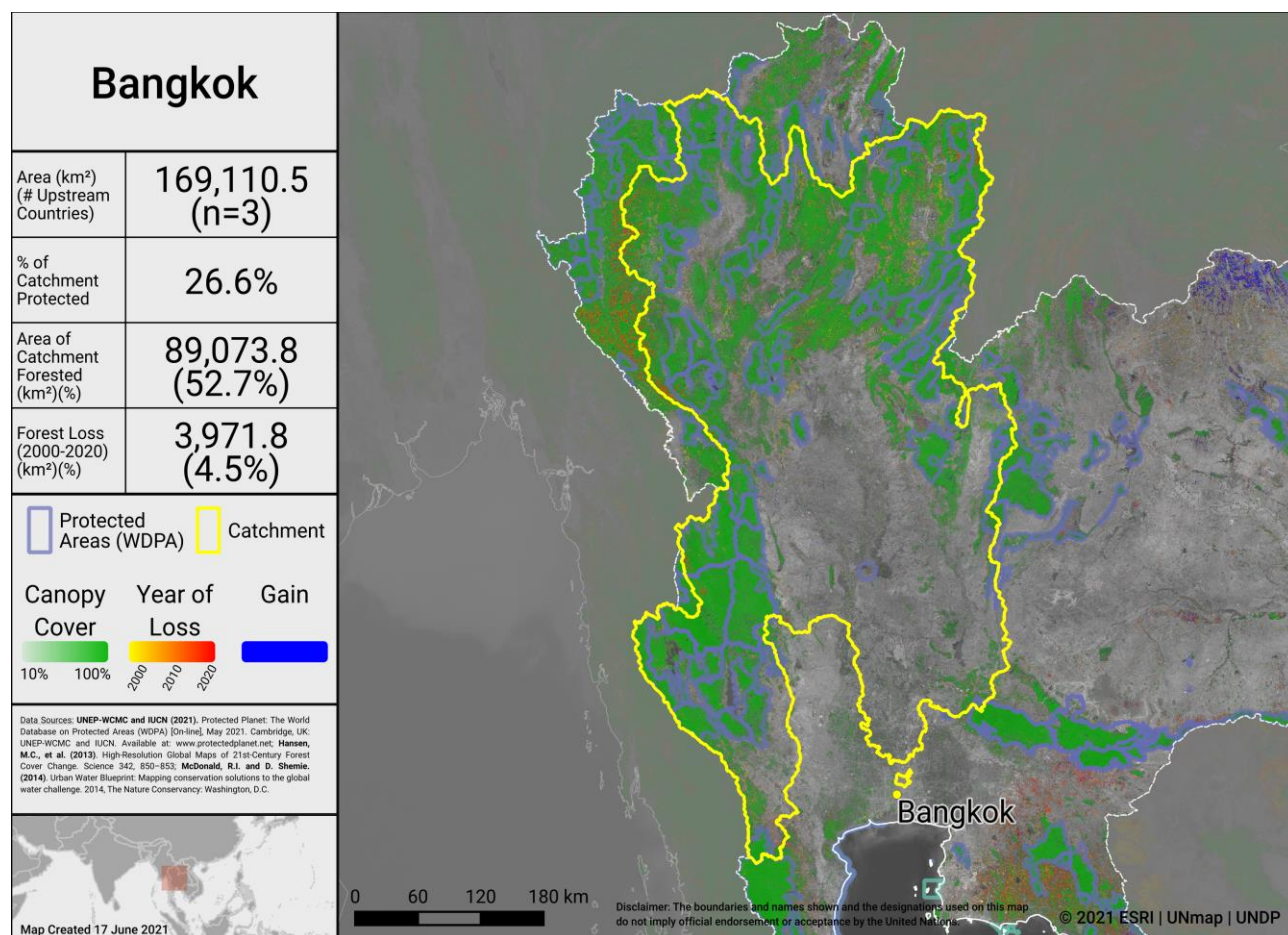 Bangkok
Area (km²)
(# Upstream
Countries)
169,110.5
(n=3)
% of
Catchment
Protected
26.6%
Area of
Catchment
Forested
(km²)(%)
89,073.8
(52.7%)
Forest Loss
(2000-2020)
(km²)(%)
3,971.8
(4.5%)
Protected
Areas (WDPA)
Catchment
Canopy
Cover
10% 100%
Year of
Loss
2000 2010 2020
Gain
Data Sources: UNEP-WCMC and IUCN (2021). Protected Planet: The World
Database on Protected Areas (WDPA) [On-line], May 2021. Cambridge, UK:
UNEP-WCMC and IUCN. Available at: www.protectedplanet.net; Hansen,
M.C., et al. (2013). High-Resolution Global Maps of 21st-Century Forest
Cover Change. Science 342, 850–853; McDonald, R.I. and D. Shemie.
(2014). Urban Water Blueprint: Mapping conservation solutions to the global
water challenge. 2014, The Nature Conservancy: Washington, D.C.
Map Created 17 June 2021
Bangkok
0 60 120 180 km
Disclaimer: The boundaries and names shown and the designations used on this map
do not imply official endorsement or acceptance by the United Nations.
© 2021 ESRI | UNmap | UNDP